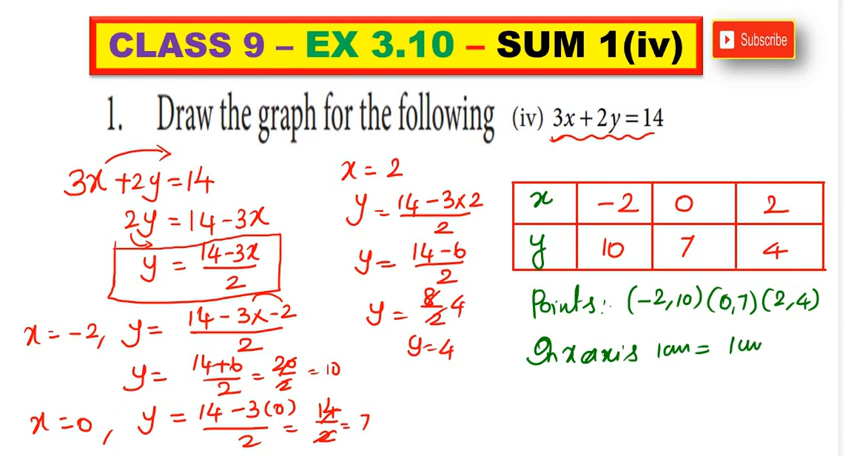 CLASS 9 – EX 3.10 – SUM 1(iv)
Subscribe
1. Draw the graph for the following (iv) 3x+2y=14
3x+2y=14
2y=14-3x
y = 14-3x/2
x=-2, y= 14-3x-2/2
y= 14+6/2 = 20/2 = 10
x=0, y = 14-3(0)/2 = 14/2 = 7
x=2
y= 14-3x2/2
y= 14-6/2
y= 8/2 4
y=4
x -2 0 2
y 10 7 4
Points: (-2,10)(0,7)(2,4)
In x axis 1cm = 1cm